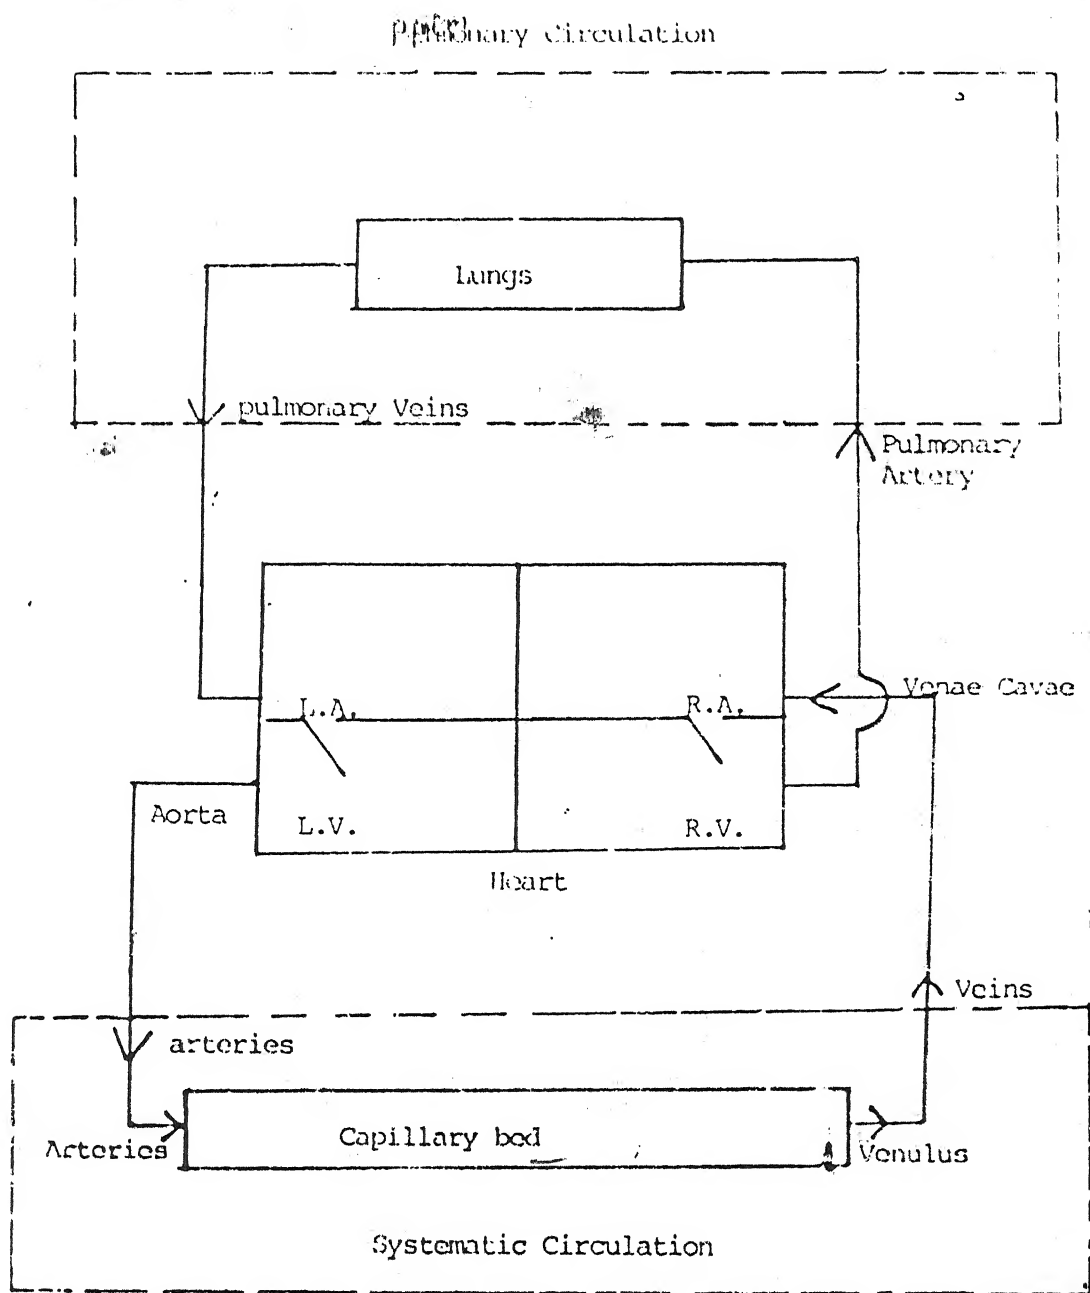 Pulmonary Circulation
Lungs
pulmonary Veins
Pulmonary
Artery
L.A.
R.A.
Venae Cavae
Aorta
L.V.
R.V.
Heart
Veins
arteries
Arteries
Capillary bed
Venulus
Systematic Circulation